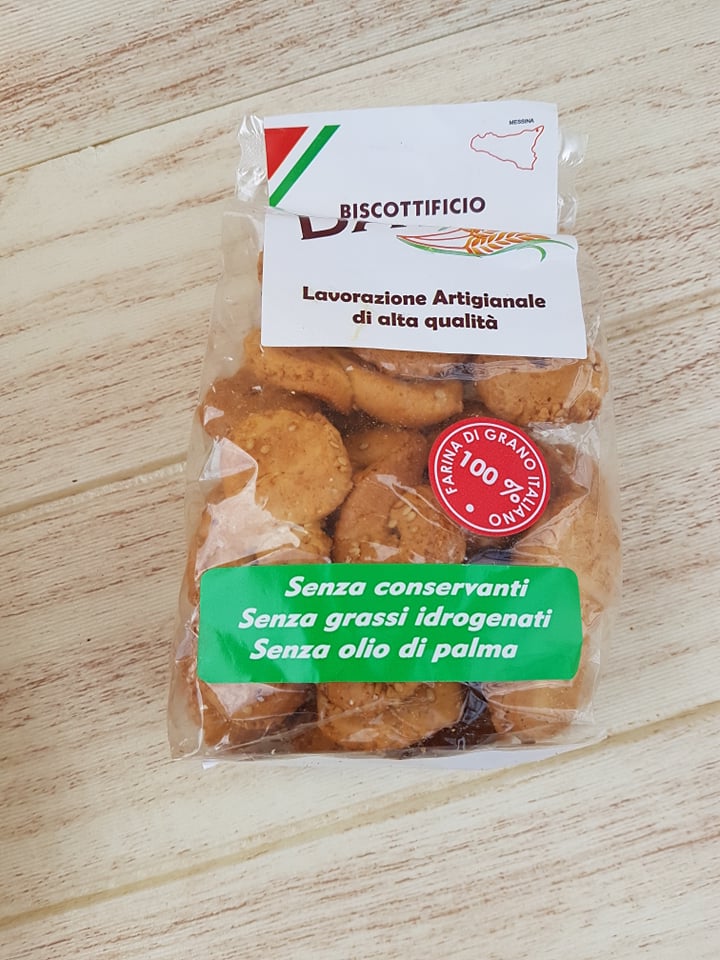 MESSINA
BISCOTTIFICIO
Lavorazione Artigianale
di alta qualità
FARINA DI GRANO ITALIANO
100 %
Senza conservanti
Senza grassi idrogenati
Senza olio di palma